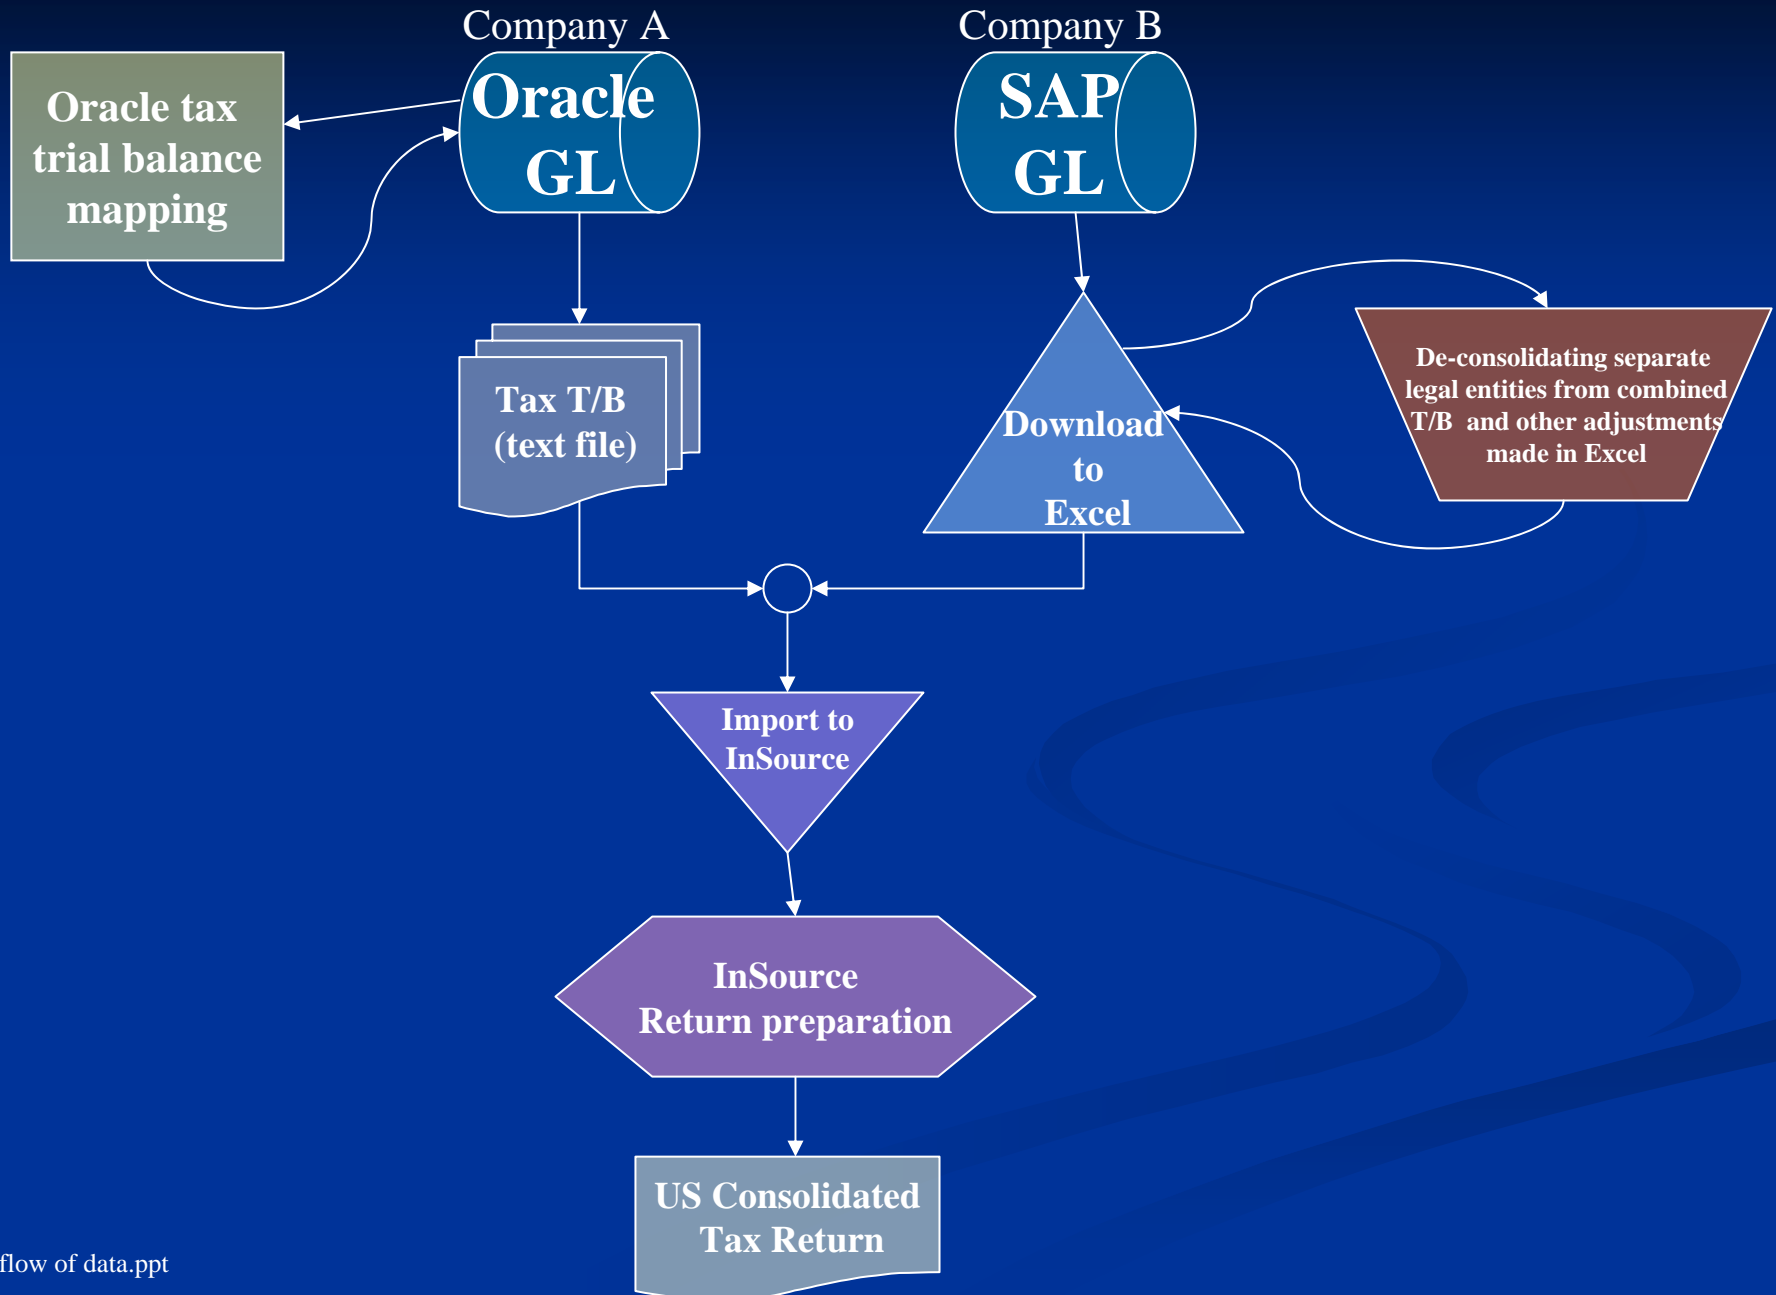 Company A
Company B
Oracle tax
trial balance
mapping
Oracle
GL
SAP
GL
Tax T/B
(text file)
Download
to
Excel
De-consolidating separate
legal entities from combined
T/B and other adjustments
made in Excel
Import to
InSource
InSource
Return preparation
US Consolidated
Tax Return
flow of data.ppt